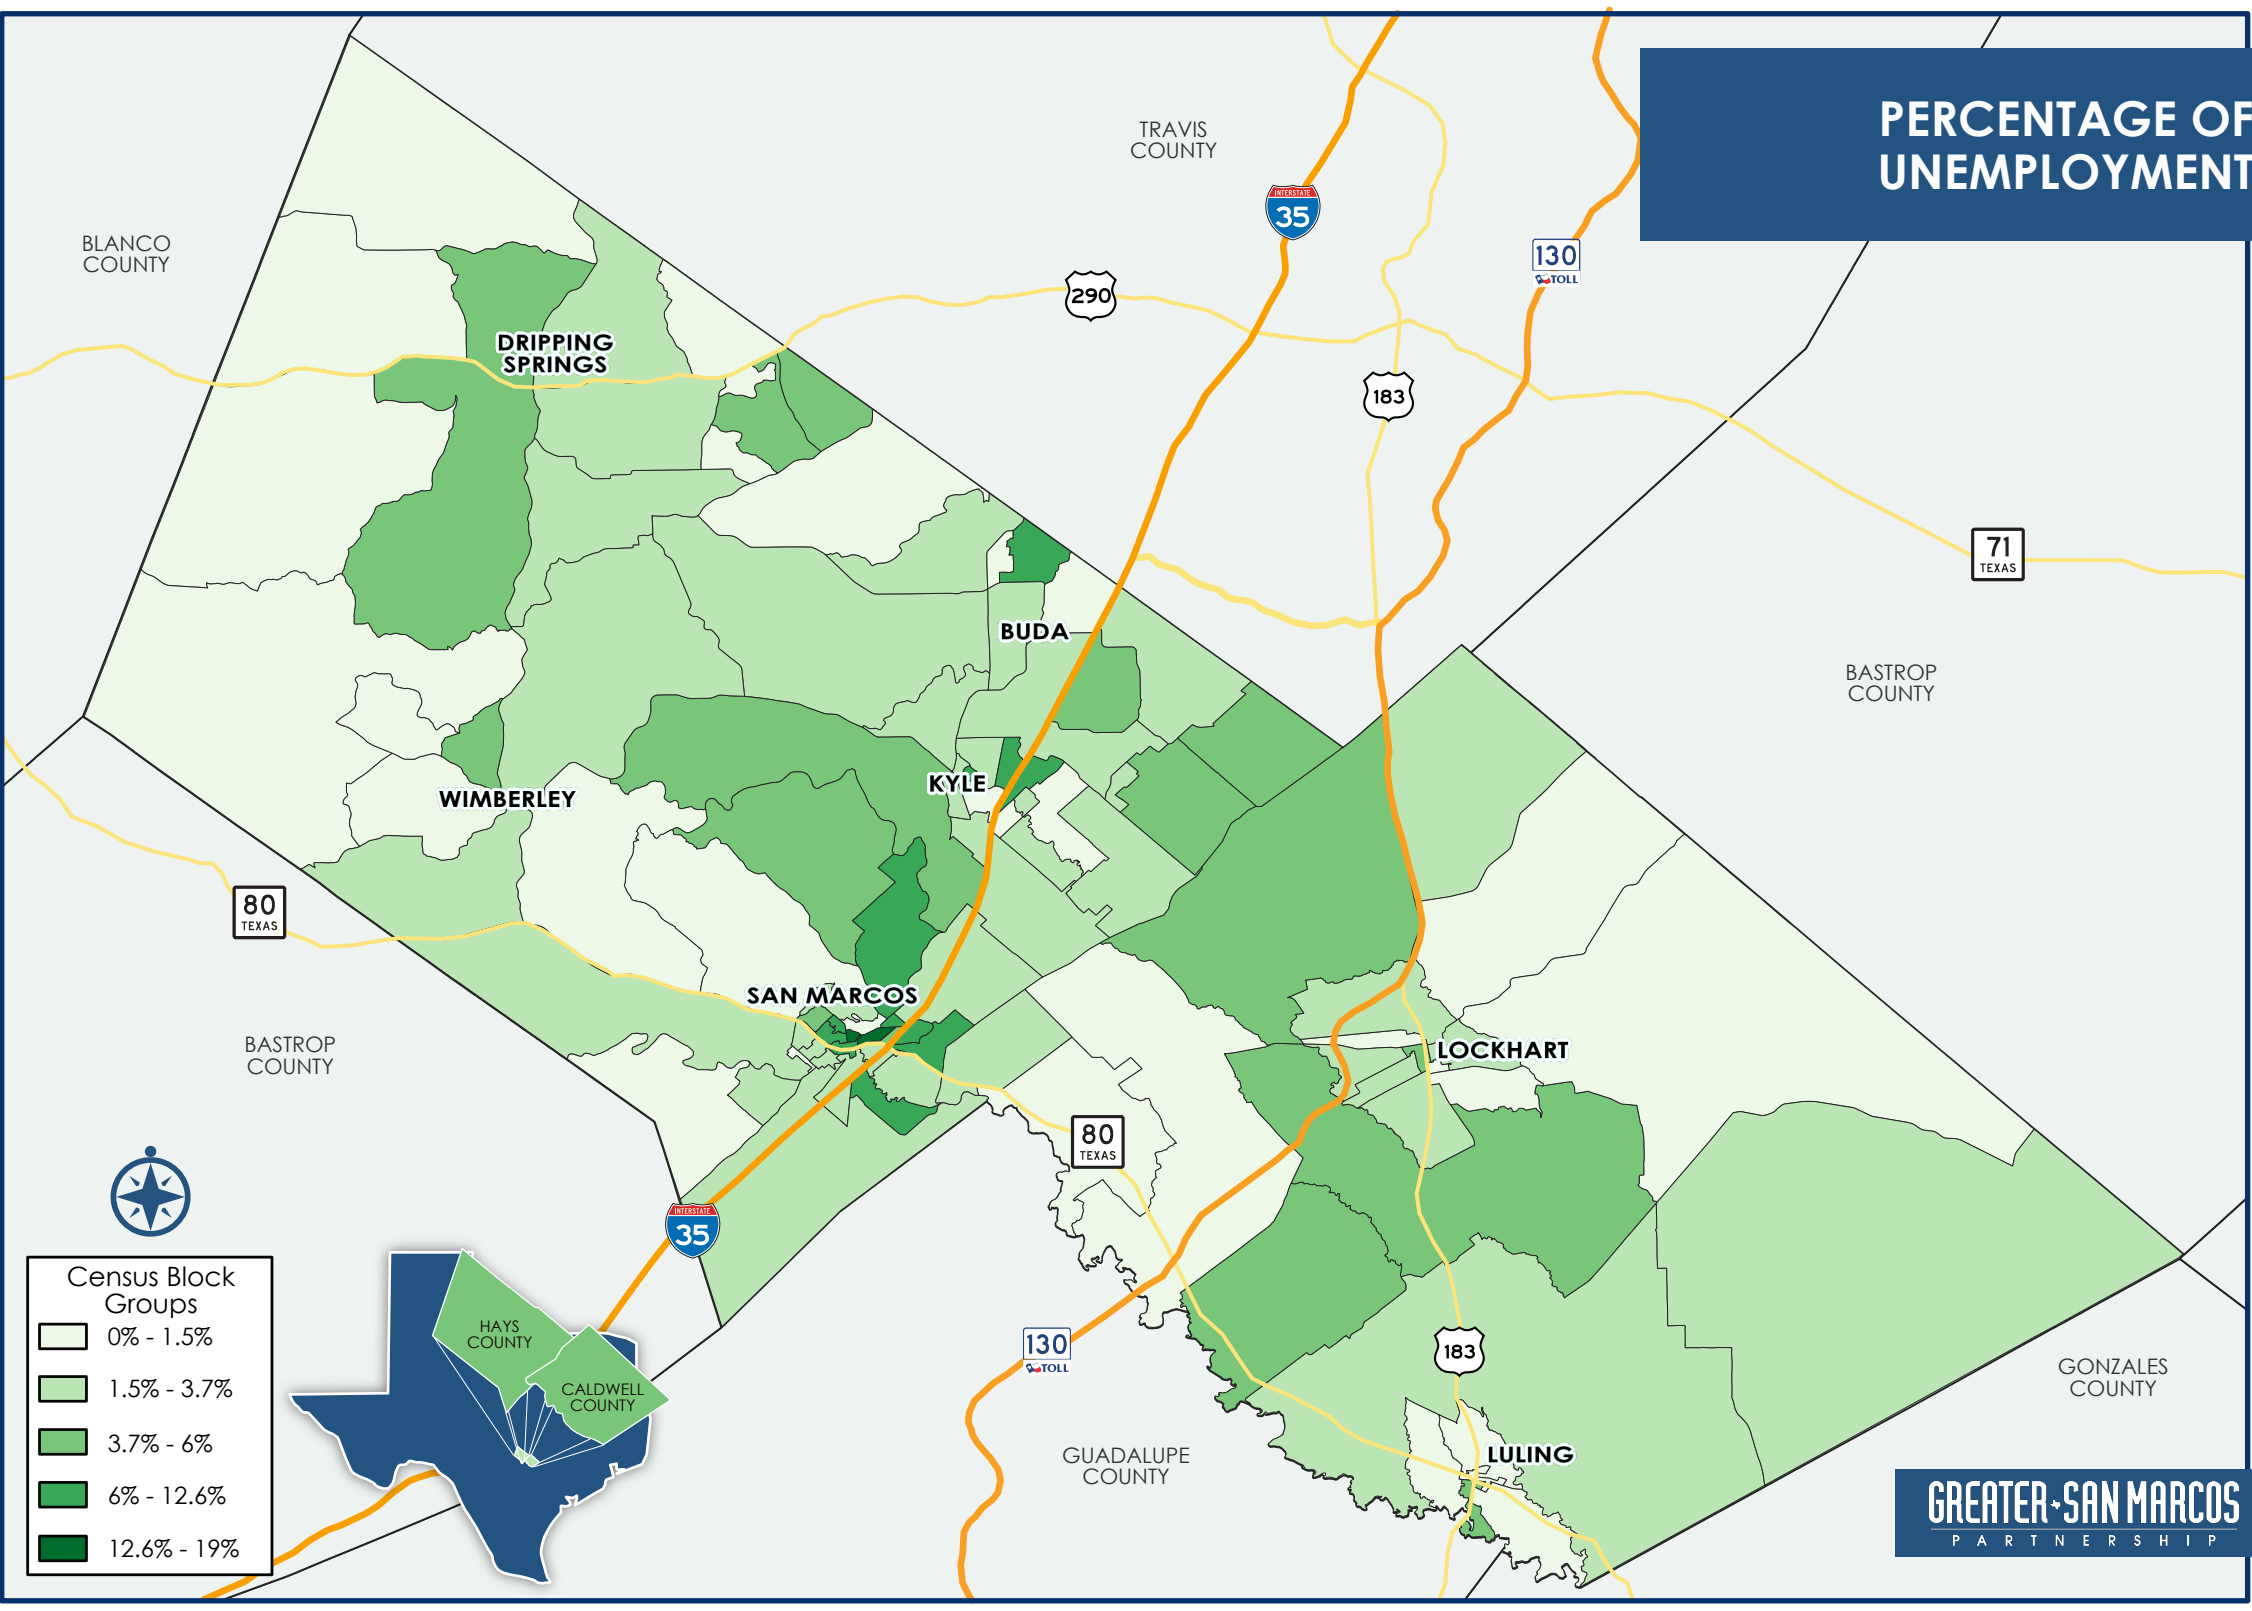 PERCENTAGE OF
UNEMPLOYMENT
TRAVIS
COUNTY
INTERSTATE
35
BLANCO
COUNTY
130
TOLL
290
DRIPPING
SPRINGS
183
71
TEXAS
BUDA
BASTROP
COUNTY
KYLE
WIMBERLEY
80
TEXAS
SAN MARCOS
BASTROP
COUNTY
LOCKHART
80
TEXAS
INTERSTATE
35
Census Block
Groups
0% - 1.5%
1.5% - 3.7%
3.7% - 6%
6% - 12.6%
12.6% - 19%
HAYS
COUNTY
CALDWELL
COUNTY
130
TOLL
183
GONZALES
COUNTY
GUADALUPE
COUNTY
LULING
GREATER SAN MARCOS
PARTNERSHIP